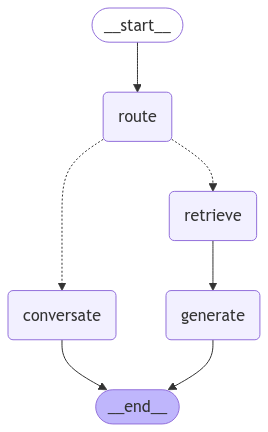 __start__
route
retrieve
conversate
generate
__end__